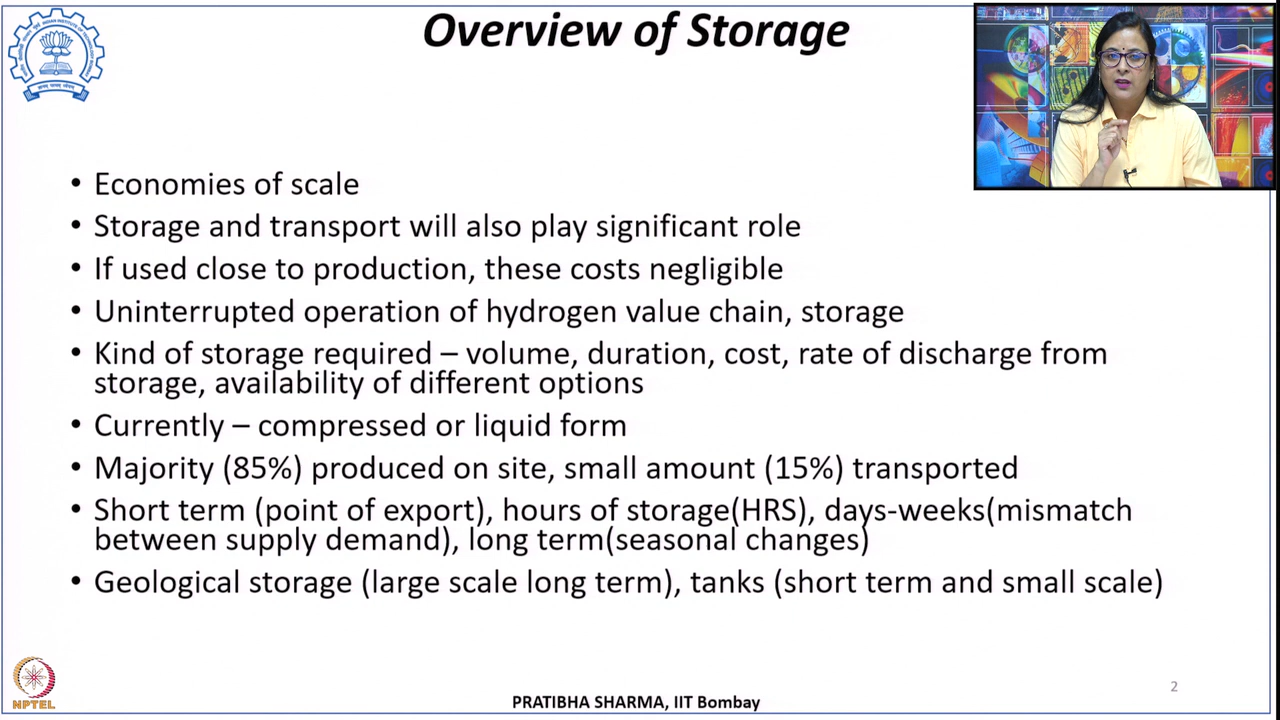 Overview of Storage
• Economies of scale
• Storage and transport will also play significant role
• If used close to production, these costs negligible
• Uninterrupted operation of hydrogen value chain, storage
• Kind of storage required – volume, duration, cost, rate of discharge from
storage, availability of different options
• Currently – compressed or liquid form
• Majority (85%) produced on site, small amount (15%) transported
• Short term (point of export), hours of storage(HRS), days-weeks(mismatch
between supply demand), long term(seasonal changes)
• Geological storage (large scale long term), tanks (short term and small scale)
2
NPTEL
PRATIBHA SHARMA, IIT Bombay